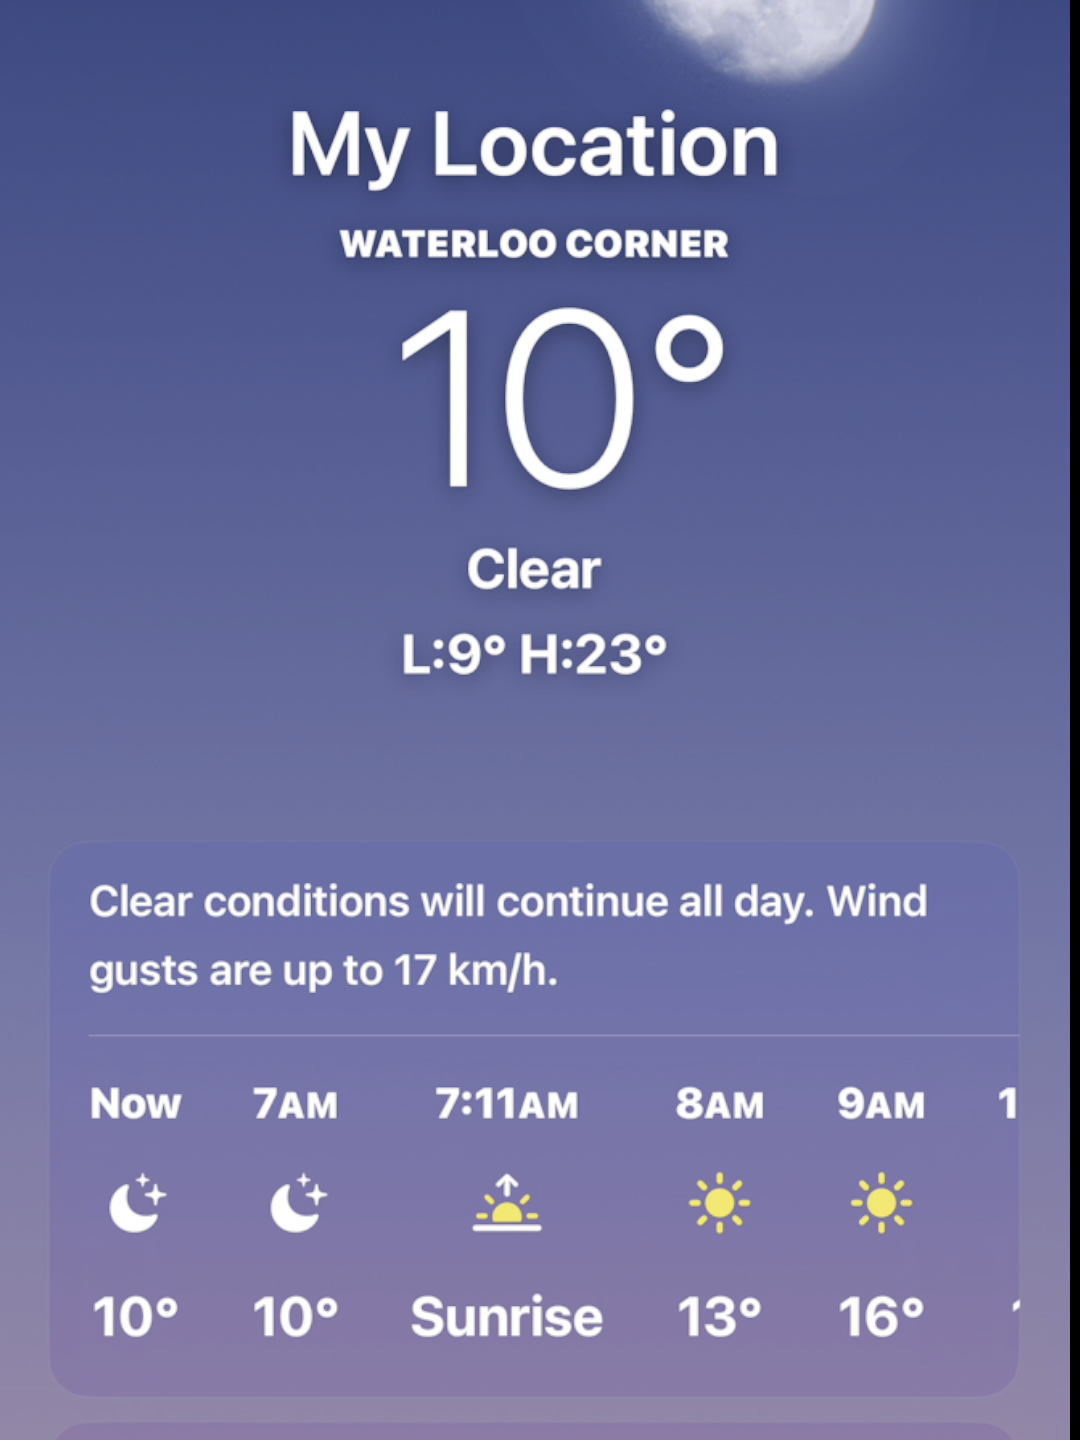 My Location
WATERLOO CORNER
10°
Clear
L:9° H:23°
Clear conditions will continue all day. Wind
gusts are up to 17 km/h.
Now 7AM 7:11AM 8AM 9AM
10° 10° Sunrise 13° 16°